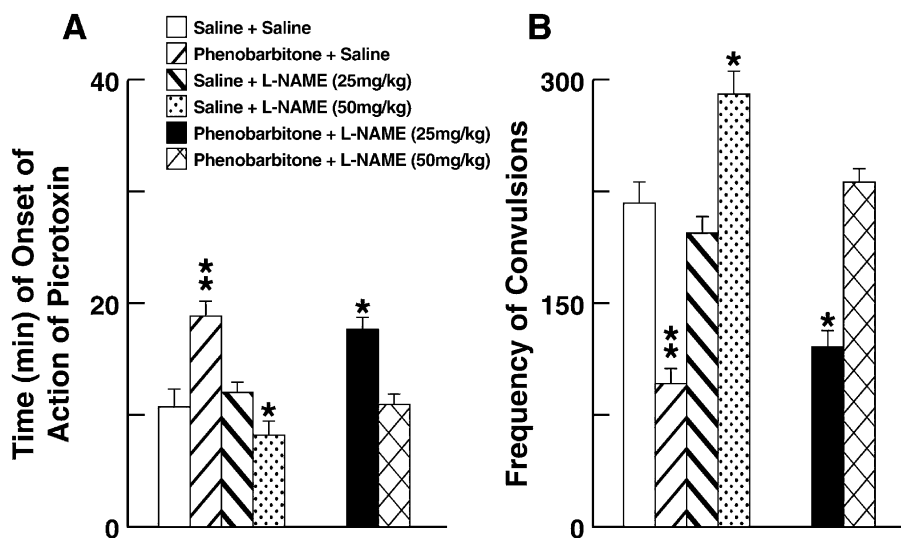 A
Saline + Saline
Phenobarbitone + Saline
Saline + L-NAME (25mg/kg)
Saline + L-NAME (50mg/kg)
Phenobarbitone + L-NAME (25mg/kg)
Phenobarbitone + L-NAME (50mg/kg)
Time (min) of Onset of
Action of Picrotoxin
40
20
0
**
*
*
B
Frequency of Convulsions
300
150
0
**
*
*